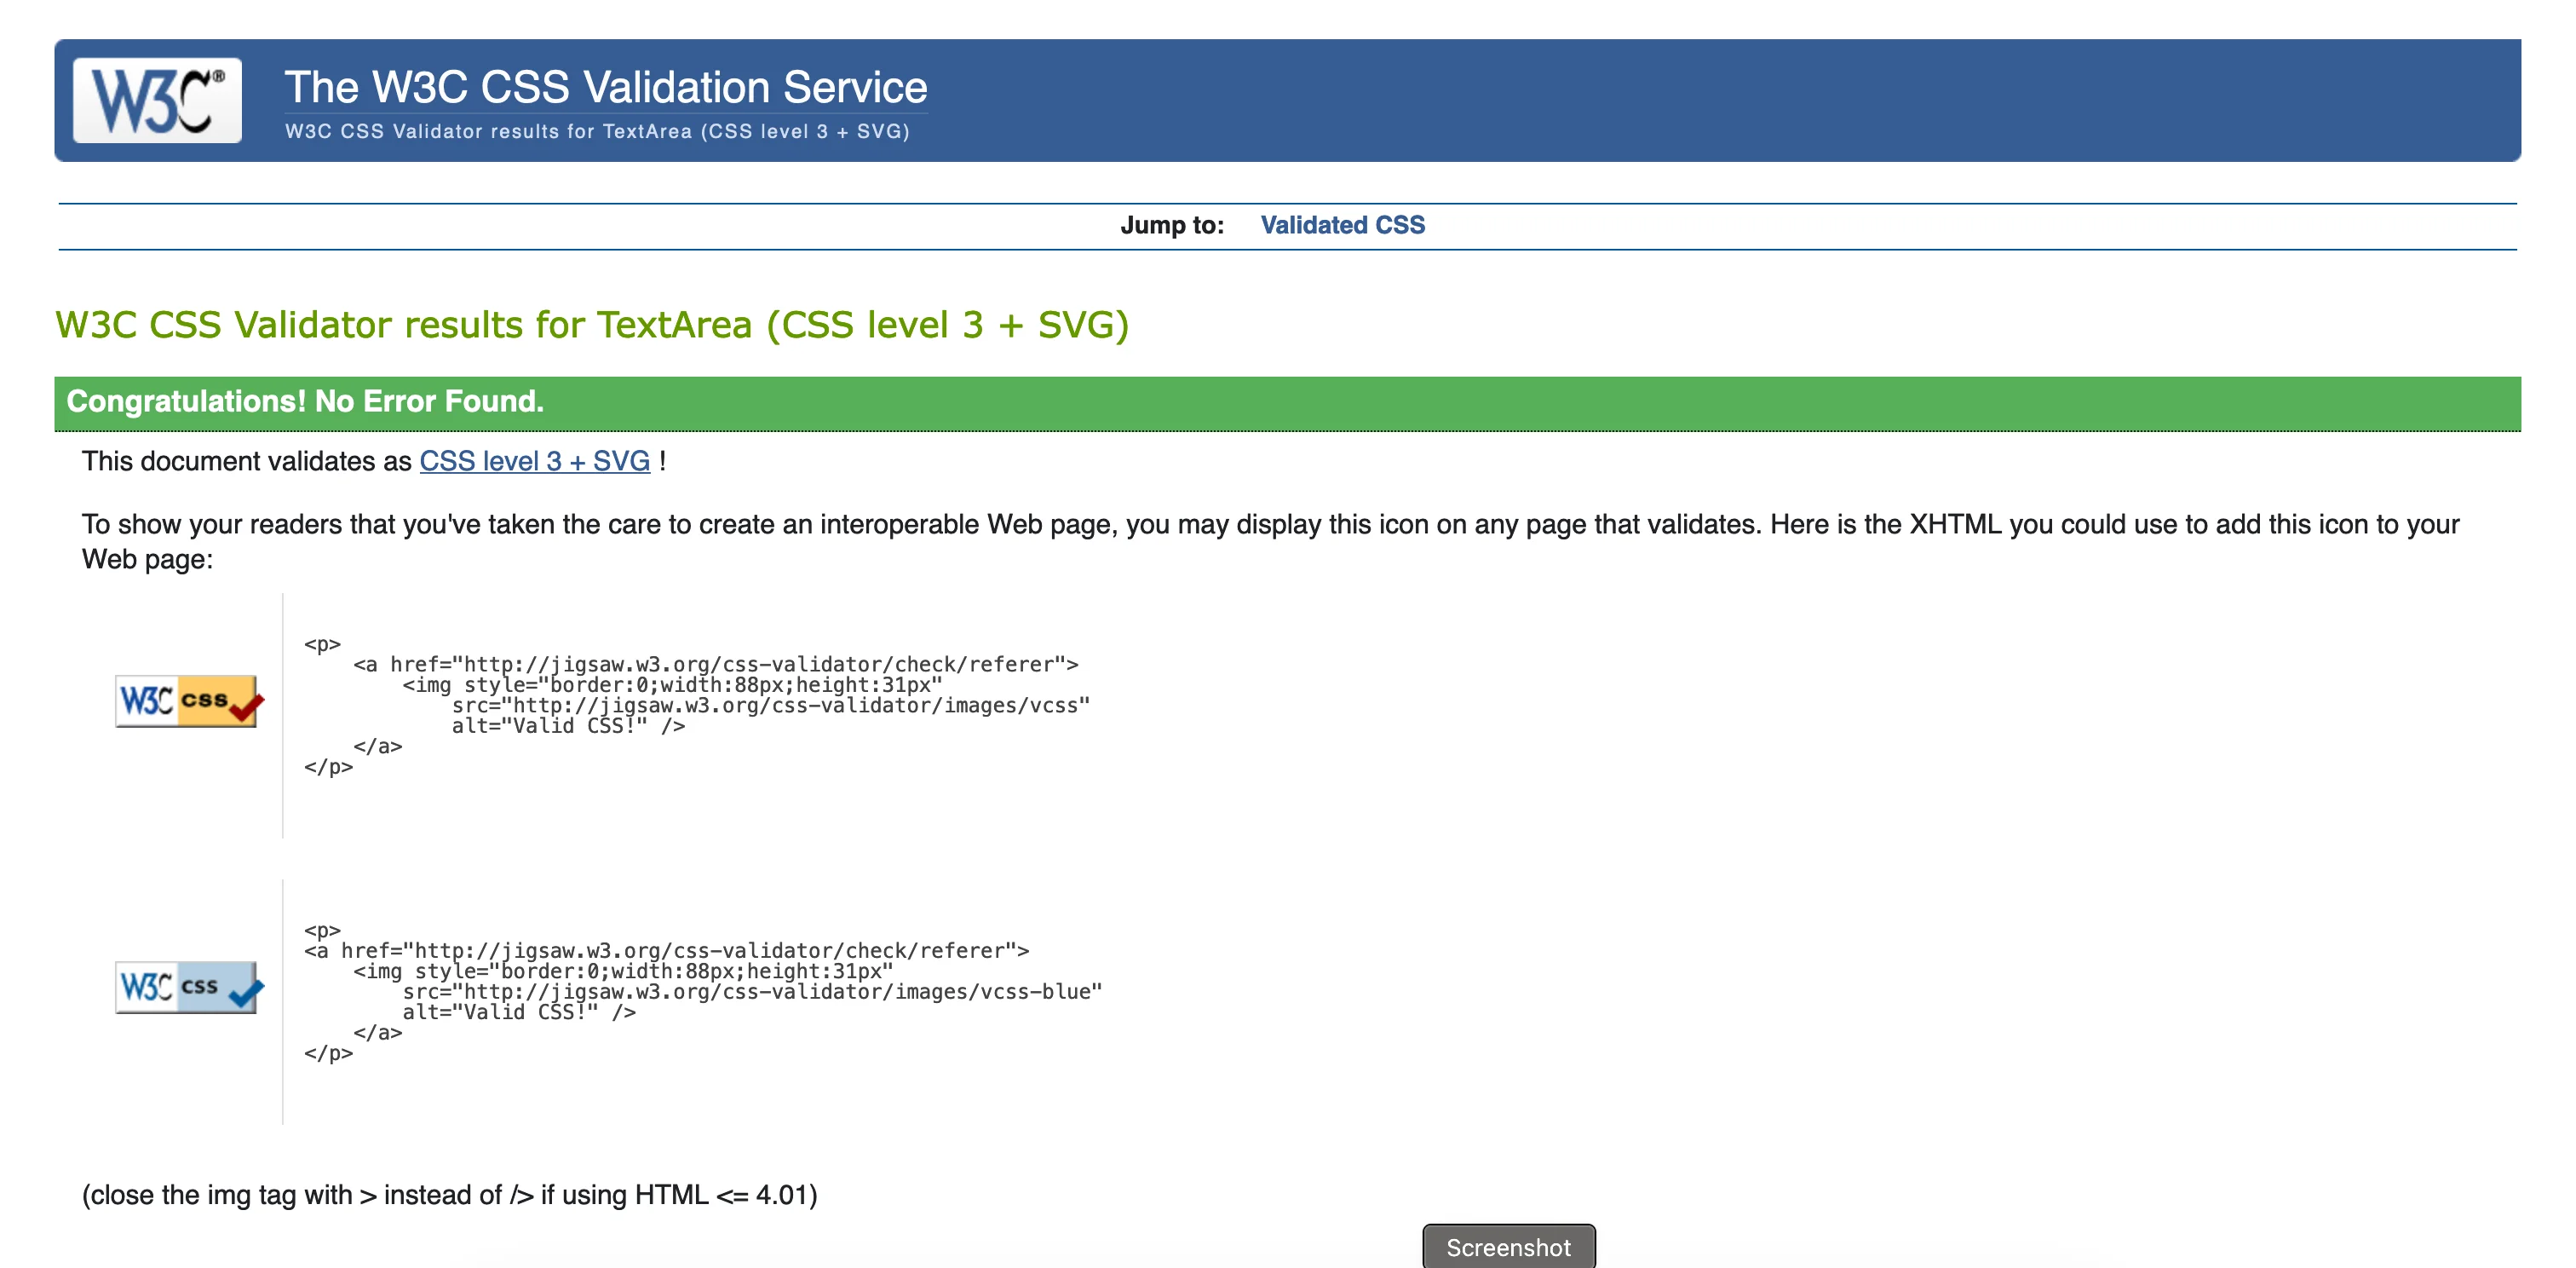 W3C®
The W3C CSS Validation Service
W3C CSS Validator results for TextArea (CSS level 3 + SVG)
Jump to: Validated CSS
W3C CSS Validator results for TextArea (CSS level 3 + SVG)
Congratulations! No Error Found.
This document validates as CSS level 3 + SVG !
To show your readers that you've taken the care to create an interoperable Web page, you may display this icon on any page that validates. Here is the XHTML you could use to add this icon to your
Web page:
W3C css
<p>
    <a href="http://jigsaw.w3.org/css-validator/check/referer">
        <img style="border:0;width:88px;height:31px"
            src="http://jigsaw.w3.org/css-validator/images/vcss"
            alt="Valid CSS!" />
    </a>
</p>
W3C css
<p>
<a href="http://jigsaw.w3.org/css-validator/check/referer">
    <img style="border:0;width:88px;height:31px"
        src="http://jigsaw.w3.org/css-validator/images/vcss-blue"
        alt="Valid CSS!" />
    </a>
</p>
(close the img tag with > instead of /> if using HTML <= 4.01)
Screenshot